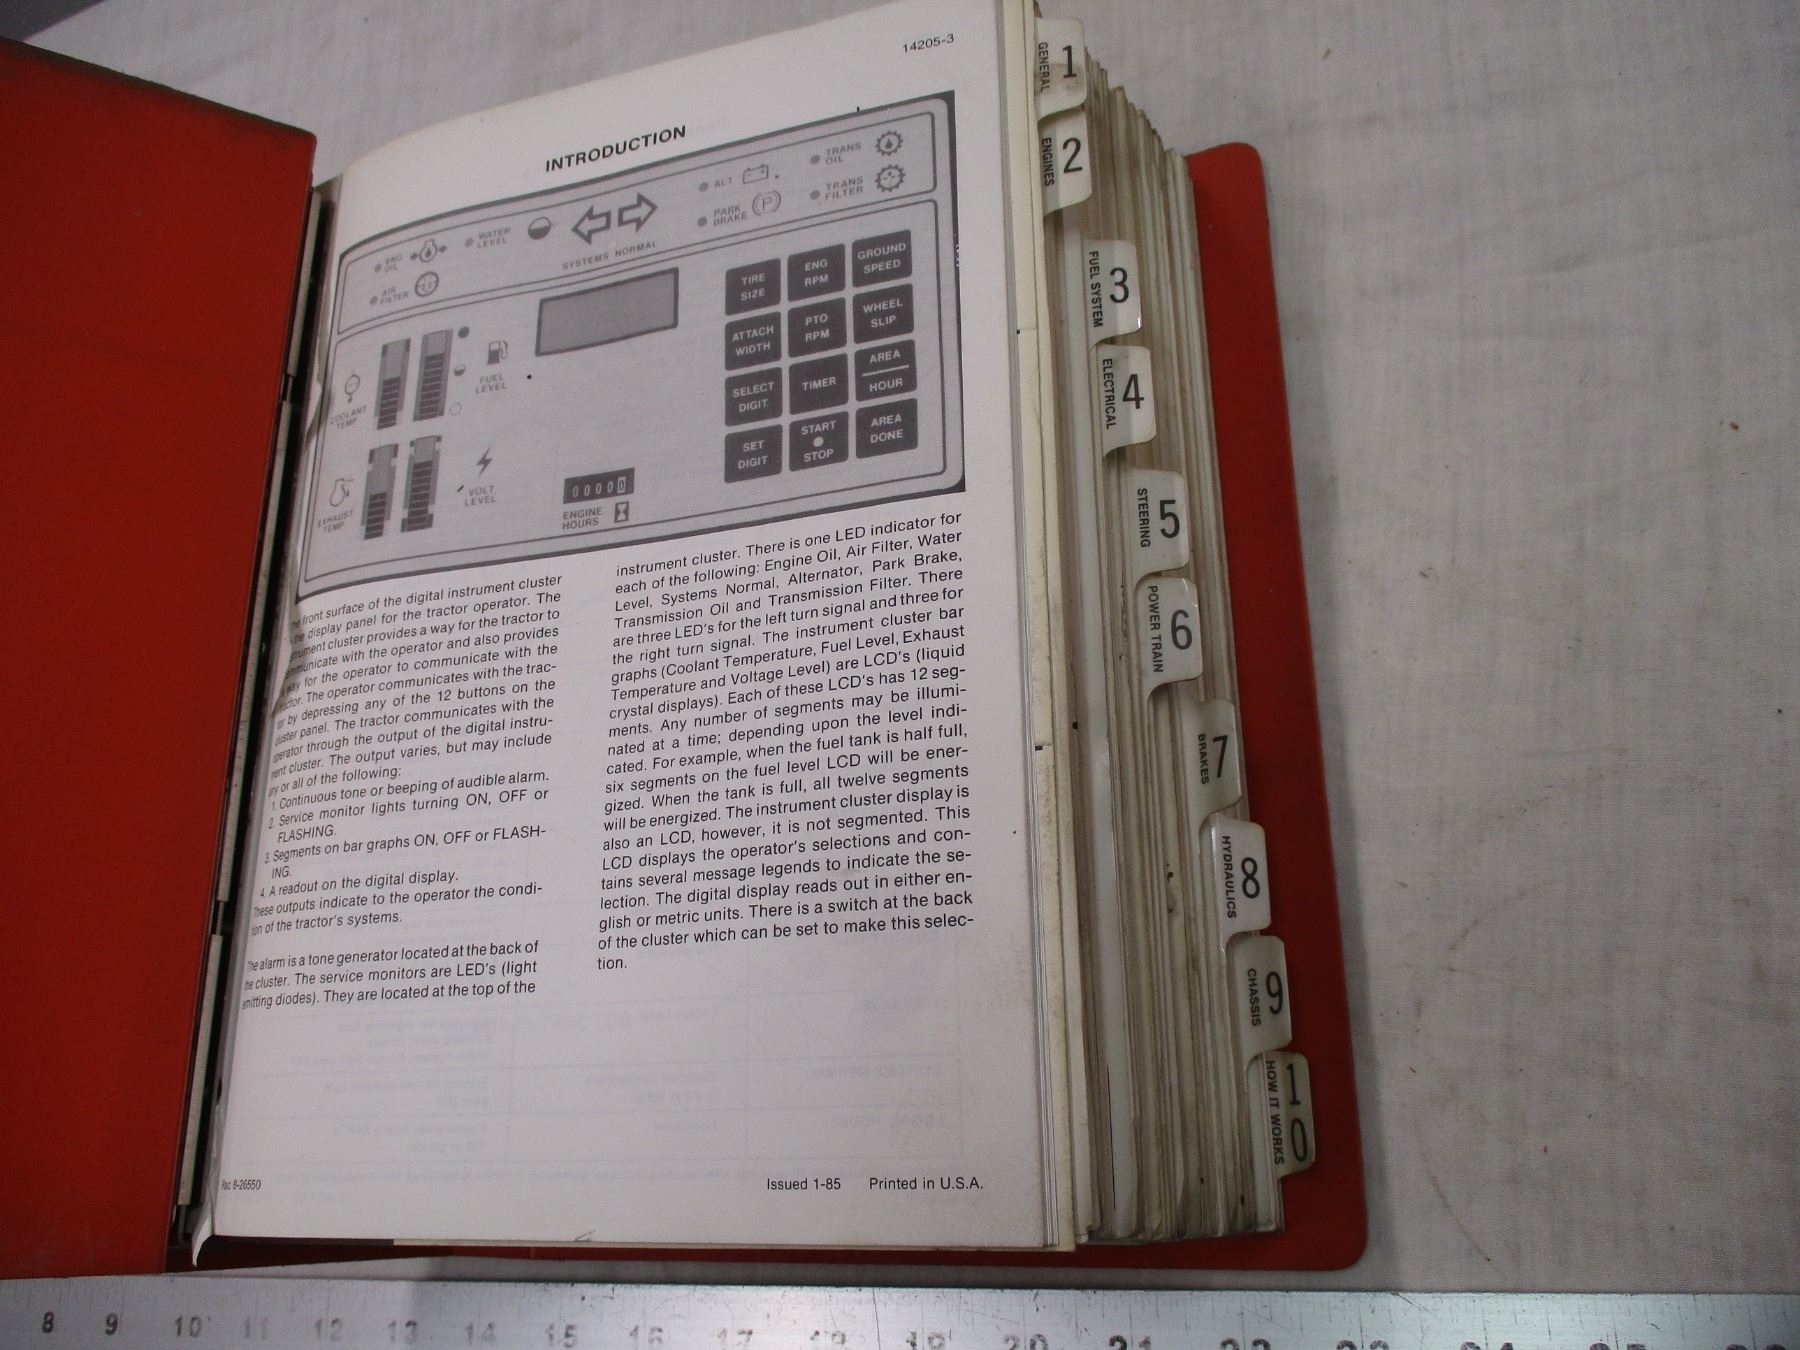 14205-3
INTRODUCTION
ENG
OIL
AIR
FILTER
WATER
LEVEL
SYSTEMS NORMAL
ALT
PARK
BRAKE
P
TRANS
OIL
TRANS
FILTER
COOLANT
TEMP
FUEL
LEVEL
EXHAUST
TEMP
VOLT
LEVEL
00000
ENGINE
HOURS
TIRE
SIZE
ENG
RPM
GROUND
SPEED
ATTACH
WIDTH
PTO
RPM
WHEEL
SLIP
SELECT
DIGIT
TIMER
AREA
HOUR
SET
DIGIT
START
STOP
AREA
DONE
front surface of the digital instrument cluster
the display panel for the tractor operator. The
cluster provides a way for the tractor to
with the operator and also provides
way for the operator to communicate with the
The operator communicates with the trac-
by depressing any of the 12 buttons on the
panel. The tractor communicates with the
through the output of the digital instru-
cluster. The output varies, but may include
or all of the following:
1. Continuous tone or beeping of audible alarm.
2. Service monitor lights turning ON, OFF or
FLASHING.
3. Segments on bar graphs ON, OFF or FLASH-
ING.
4. A readout on the digital display.
These outputs indicate to the operator the condi-
of the tractor's systems.
The alarm is a tone generator located at the back of
cluster. The service monitors are LED's (light
diodes). They are located at the top of the
instrument cluster. There is one LED indicator for
each of the following: Engine Oil, Air Filter, Water
Level, Systems Normal, Alternator, Park Brake,
Transmission Oil and Transmission Filter. There
are three LED's for the left turn signal and three for
the right turn signal. The instrument cluster bar
graphs (Coolant Temperature, Fuel Level, Exhaust
Temperature and Voltage Level) are LCD's (liquid
crystal displays). Each of these LCD's has 12 seg-
ments. Any number of segments may be illumi-
nated at a time; depending upon the level indi-
cated. For example, when the fuel tank is half full,
six segments on the fuel level LCD will be ener-
gized. When the tank is full, all twelve segments
will be energized. The instrument cluster display is
also an LCD, however, it is not segmented. This
LCD displays the operator's selections and con-
tains several message legends to indicate the se-
lection. The digital display reads out in either en-
glish or metric units. There is a switch at the back
of the cluster which can be set to make this selec-
tion.
Rac 8-26550
Issued 1-85 Printed in U.S.A.
1 GENERAL
2 ENGINES
3 FUEL SYSTEM
4 ELECTRICAL
5 STEERING
6 POWER TRAIN
7 BRAKES
8 HYDRAULICS
9 CHASSIS
10 HOW IT WORKS
8 9 10 11 12 13 14 15 16 17 18 19 20 21